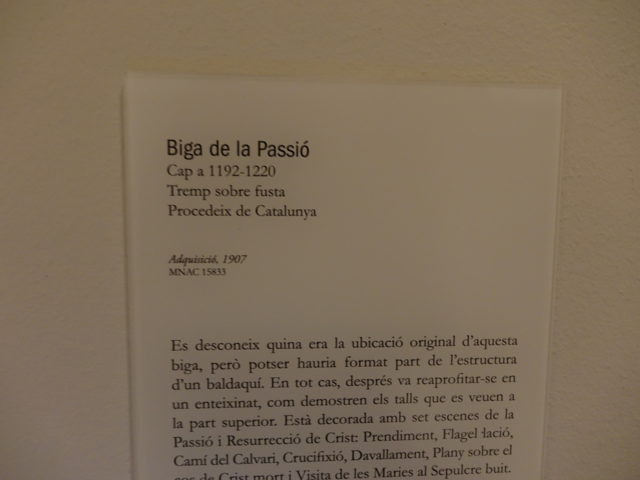 Biga de la Passió
Cap a 1192-1220
Tremp sobre fusta
Procedeix de Catalunya
Adquisició, 1907
MNAC 15833
Es desconeix quina era la ubicació original d'aquesta
biga, però potser hauria format part de l'estructura
d'un baldaquí. En tot cas, després va reaprofitar-se en
un enteixinat, com demostren els talls que es veuen a
la part superior. Està decorada amb set escenes de la
Passió i Resurrecció de Crist: Prendiment, Flagel·lació,
Camí del Calvari, Crucifixió, Davallament, Plany sobre el
cos de Crist mort i Visita de les Maries al Sepulcre buit.